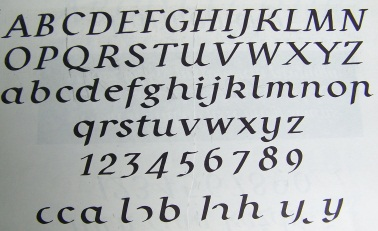 ABCDEFGHIJKLMN
OPQRSTUVWXYZ
abcdefghijklmnop
qrstuvwxyz
123456789
c c a l ɔ b h h y y